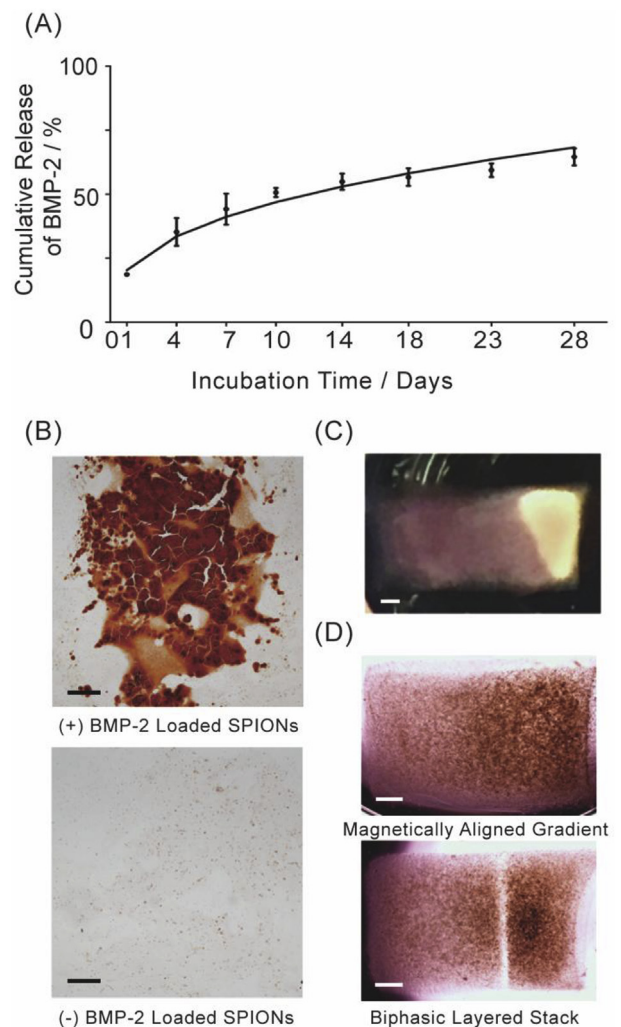 (A)
100
50
0
Cumulative Release
of BMP-2 / %
01 4 7 10 14 18 23 28
Incubation Time / Days
(B)
(+) BMP-2 Loaded SPIONs
(-) BMP-2 Loaded SPIONs
(C)
(D)
Magnetically Aligned Gradient
Biphasic Layered Stack